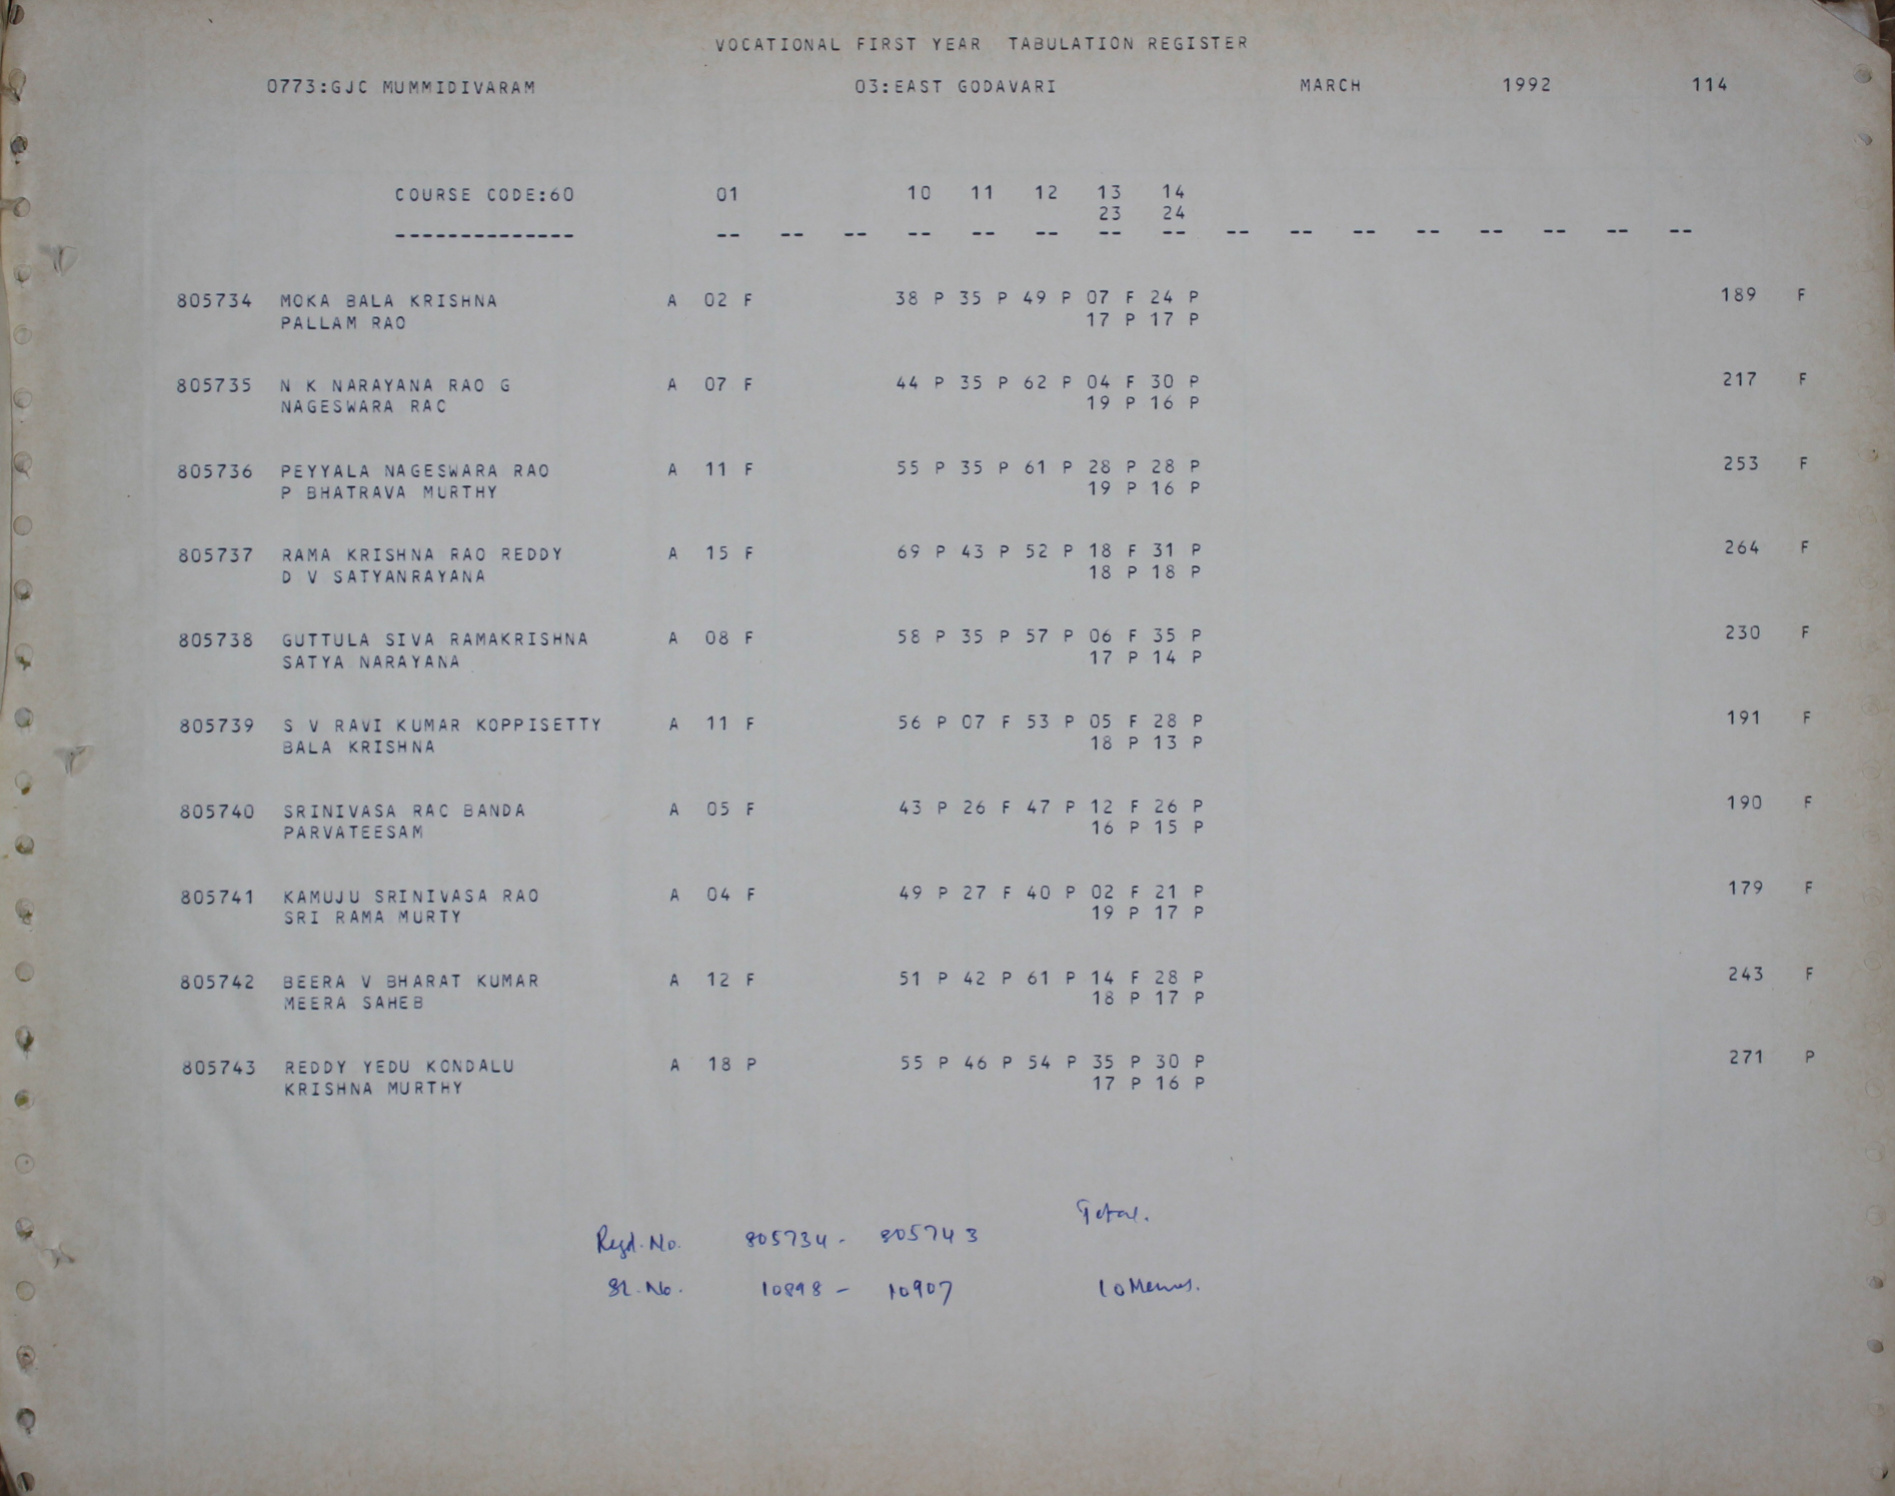 VOCATIONAL FIRST YEAR TABULATION REGISTER
0773:GJC MUMMIDIVARAM 03:EAST GODAVARI MARCH 1992 114
COURSE CODE:60 01 10 11 12 13 14
23 24
-------------- -- -- -- -- -- -- -- -- -- -- -- -- -- -- -- --
805734 MOKA BALA KRISHNA A 02 F 38 P 35 P 49 P 07 F 24 P 189 F
PALLAM RAO 17 P 17 P
805735 N K NARAYANA RAO G A 07 F 44 P 35 P 62 P 04 F 30 P 217 F
NAGESWARA RAC 19 P 16 P
805736 PEYYALA NAGESWARA RAO A 11 F 55 P 35 P 61 P 28 P 28 P 253 F
P BHATRAVA MURTHY 19 P 16 P
805737 RAMA KRISHNA RAO REDDY A 15 F 69 P 43 P 52 P 18 F 31 P 264 F
D V SATYANRAYANA 18 P 18 P
805738 GUTTULA SIVA RAMAKRISHNA A 08 F 58 P 35 P 57 P 06 F 35 P 230 F
SATYA NARAYANA 17 P 14 P
805739 S V RAVI KUMAR KOPPISETTY A 11 F 56 P 07 F 53 P 05 F 28 P 191 F
BALA KRISHNA 18 P 13 P
805740 SRINIVASA RAC BANDA A 05 F 43 P 26 F 47 P 12 F 26 P 190 F
PARVATEESAM 16 P 15 P
805741 KAMUJU SRINIVASA RAO A 04 F 49 P 27 F 40 P 02 F 21 P 179 F
SRI RAMA MURTY 19 P 17 P
805742 BEERA V BHARAT KUMAR A 12 F 51 P 42 P 61 P 14 F 28 P 243 F
MEERA SAHEB 18 P 17 P
805743 REDDY YEDU KONDALU A 18 P 55 P 46 P 54 P 35 P 30 P 271 P
KRISHNA MURTHY 17 P 16 P
Total.
Regd. No. 805734 - 805743
Sl. No. 10898 - 10907 10 Memos.